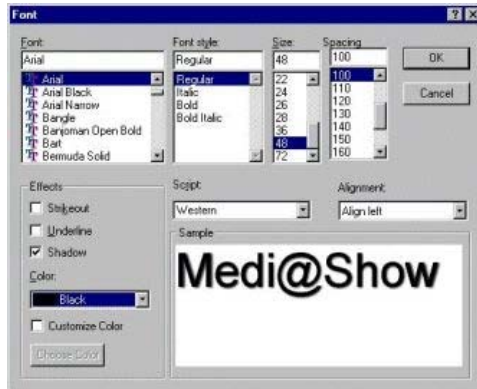 Font
Font: Font style: Size: Spacing
Arial Regular 48 100 OK
Arial Regular 22 100 Cancel
Arial Black Italic 24 110
Arial Narrow Bold 26 120
Bangle Bold Italic 28 130
Banjoman Open Bold 36 140
Bart 48 150
Bermuda Solid 72 160
Effects Script: Alignment:
Strikeout Western Align left
Underline Sample
Shadow Medi@Show
Color:
Black
Customize Color
Choose Color